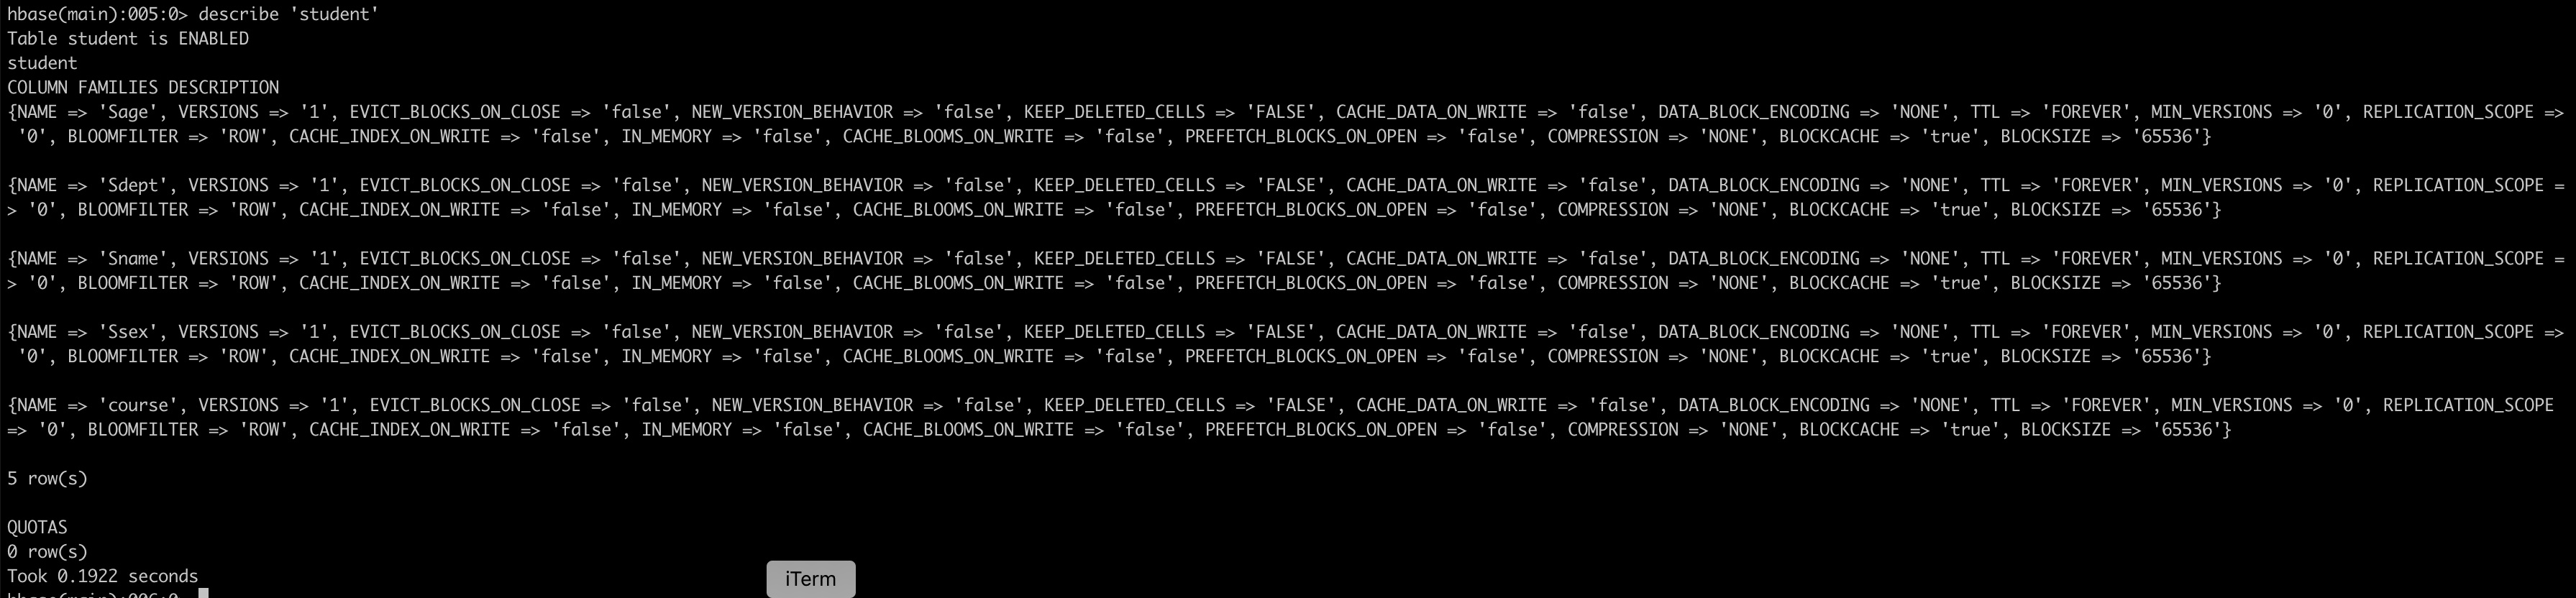 hbase(main):005:0> describe 'student'
Table student is ENABLED
student
COLUMN FAMILIES DESCRIPTION
{NAME => 'Sage', VERSIONS => '1', EVICT_BLOCKS_ON_CLOSE => 'false', NEW_VERSION_BEHAVIOR => 'false', KEEP_DELETED_CELLS => 'FALSE', CACHE_DATA_ON_WRITE => 'false', DATA_BLOCK_ENCODING => 'NONE', TTL => 'FOREVER', MIN_VERSIONS => '0', REPLICATION_SCOPE =>
'0', BLOOMFILTER => 'ROW', CACHE_INDEX_ON_WRITE => 'false', IN_MEMORY => 'false', CACHE_BLOOMS_ON_WRITE => 'false', PREFETCH_BLOCKS_ON_OPEN => 'false', COMPRESSION => 'NONE', BLOCKCACHE => 'true', BLOCKSIZE => '65536'}
{NAME => 'Sdept', VERSIONS => '1', EVICT_BLOCKS_ON_CLOSE => 'false', NEW_VERSION_BEHAVIOR => 'false', KEEP_DELETED_CELLS => 'FALSE', CACHE_DATA_ON_WRITE => 'false', DATA_BLOCK_ENCODING => 'NONE', TTL => 'FOREVER', MIN_VERSIONS => '0', REPLICATION_SCOPE =
> '0', BLOOMFILTER => 'ROW', CACHE_INDEX_ON_WRITE => 'false', IN_MEMORY => 'false', CACHE_BLOOMS_ON_WRITE => 'false', PREFETCH_BLOCKS_ON_OPEN => 'false', COMPRESSION => 'NONE', BLOCKCACHE => 'true', BLOCKSIZE => '65536'}
{NAME => 'Sname', VERSIONS => '1', EVICT_BLOCKS_ON_CLOSE => 'false', NEW_VERSION_BEHAVIOR => 'false', KEEP_DELETED_CELLS => 'FALSE', CACHE_DATA_ON_WRITE => 'false', DATA_BLOCK_ENCODING => 'NONE', TTL => 'FOREVER', MIN_VERSIONS => '0', REPLICATION_SCOPE =
> '0', BLOOMFILTER => 'ROW', CACHE_INDEX_ON_WRITE => 'false', IN_MEMORY => 'false', CACHE_BLOOMS_ON_WRITE => 'false', PREFETCH_BLOCKS_ON_OPEN => 'false', COMPRESSION => 'NONE', BLOCKCACHE => 'true', BLOCKSIZE => '65536'}
{NAME => 'Ssex', VERSIONS => '1', EVICT_BLOCKS_ON_CLOSE => 'false', NEW_VERSION_BEHAVIOR => 'false', KEEP_DELETED_CELLS => 'FALSE', CACHE_DATA_ON_WRITE => 'false', DATA_BLOCK_ENCODING => 'NONE', TTL => 'FOREVER', MIN_VERSIONS => '0', REPLICATION_SCOPE =>
'0', BLOOMFILTER => 'ROW', CACHE_INDEX_ON_WRITE => 'false', IN_MEMORY => 'false', CACHE_BLOOMS_ON_WRITE => 'false', PREFETCH_BLOCKS_ON_OPEN => 'false', COMPRESSION => 'NONE', BLOCKCACHE => 'true', BLOCKSIZE => '65536'}
{NAME => 'course', VERSIONS => '1', EVICT_BLOCKS_ON_CLOSE => 'false', NEW_VERSION_BEHAVIOR => 'false', KEEP_DELETED_CELLS => 'FALSE', CACHE_DATA_ON_WRITE => 'false', DATA_BLOCK_ENCODING => 'NONE', TTL => 'FOREVER', MIN_VERSIONS => '0', REPLICATION_SCOPE
=> '0', BLOOMFILTER => 'ROW', CACHE_INDEX_ON_WRITE => 'false', IN_MEMORY => 'false', CACHE_BLOOMS_ON_WRITE => 'false', PREFETCH_BLOCKS_ON_OPEN => 'false', COMPRESSION => 'NONE', BLOCKCACHE => 'true', BLOCKSIZE => '65536'}
5 row(s)
QUOTAS
0 row(s)
Took 0.1922 seconds
iTerm